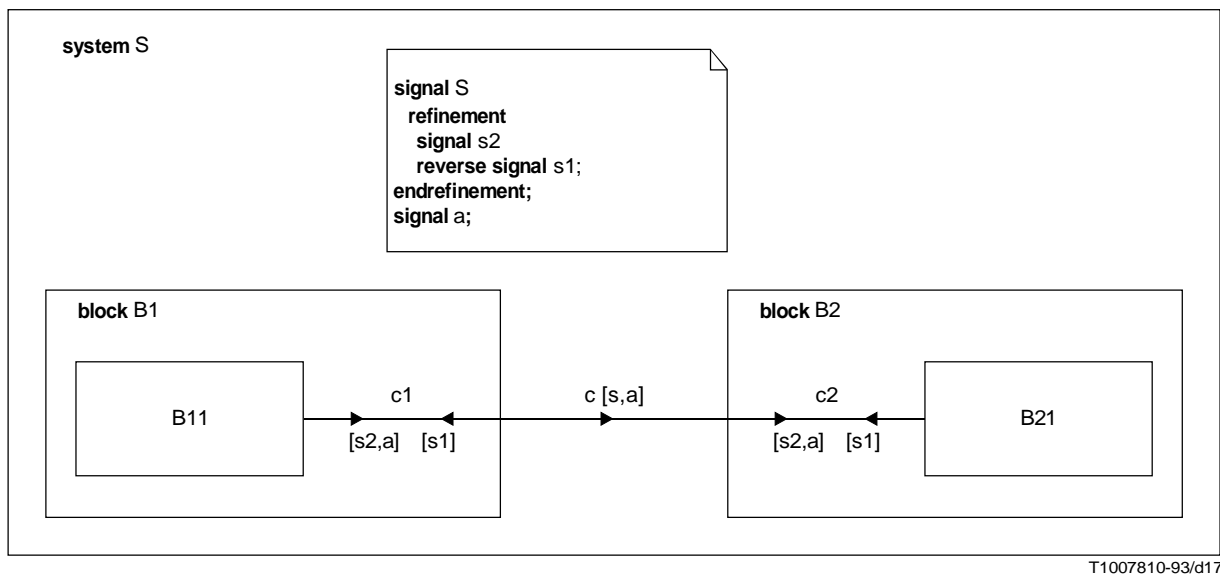 system S
signal S
refinement
signal s2
reverse signal s1;
endrefinement;
signal a;
block B1
block B2
B11
c1
[s2,a] [s1]
c [s,a]
c2
[s2,a] [s1]
B21
T1007810-93/d17